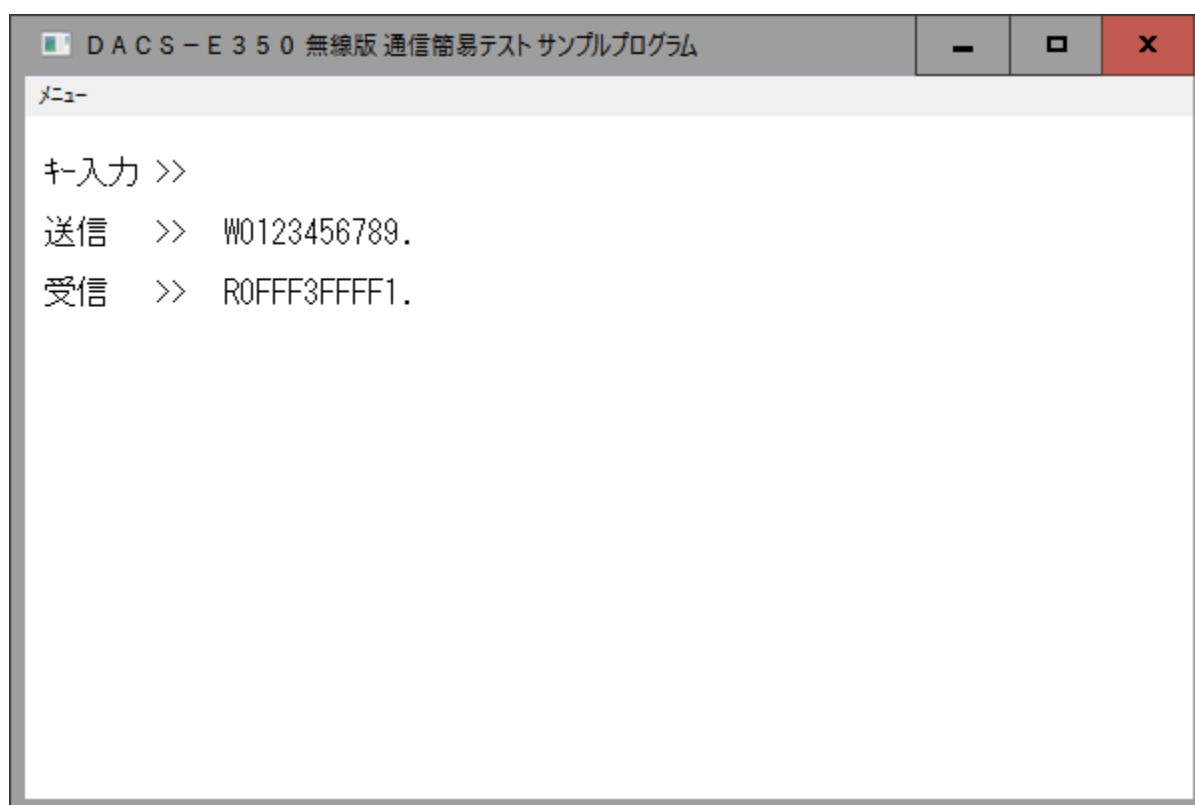 ＤＡＣＳ－Ｅ３５０ 無線版 通信簡易テスト サンプルプログラム
ﾒﾆｭｰ
ｷｰ入力 >>
送信 >> W0123456789.
受信 >> R0FFF3FFFF1.